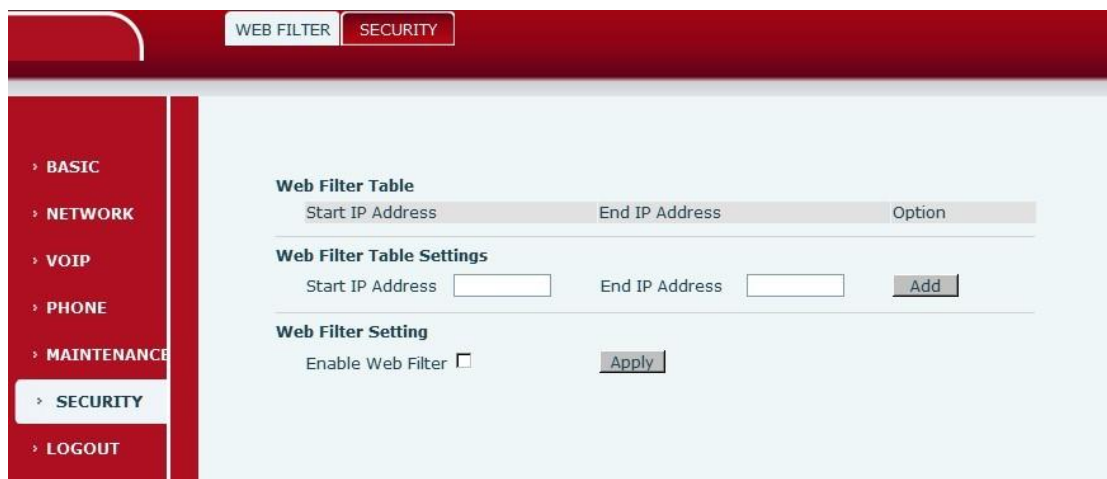 WEB FILTER SECURITY
› BASIC
› NETWORK
› VOIP
› PHONE
› MAINTENANCE
› SECURITY
› LOGOUT
Web Filter Table
Start IP Address End IP Address Option
Web Filter Table Settings
Start IP Address End IP Address Add
Web Filter Setting
Enable Web Filter Apply